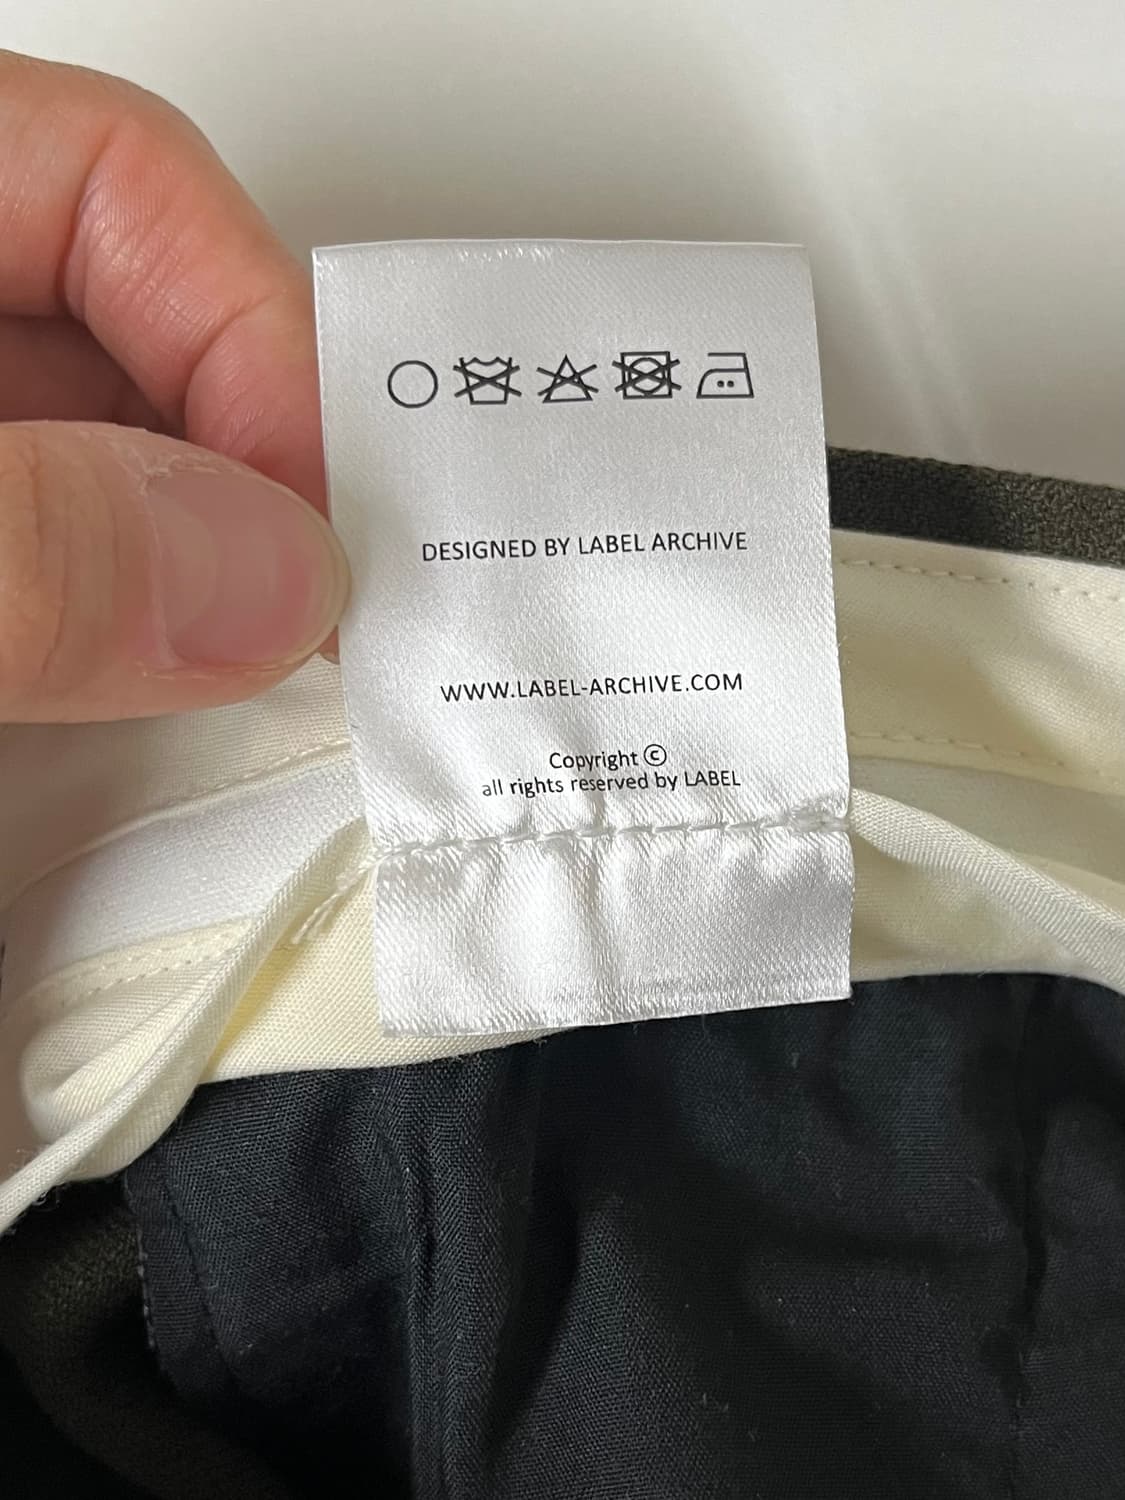 DESIGNED BY LABEL ARCHIVE
WWW.LABEL-ARCHIVE.COM
Copyright ©
all rights reserved by LABEL